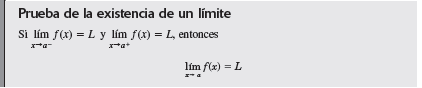 Prueba de la existencia de un límite
Si lím f(x) = L y lím f(x) = L, entonces
x→a⁻ x→a⁺
lím f(x) = L
x→a